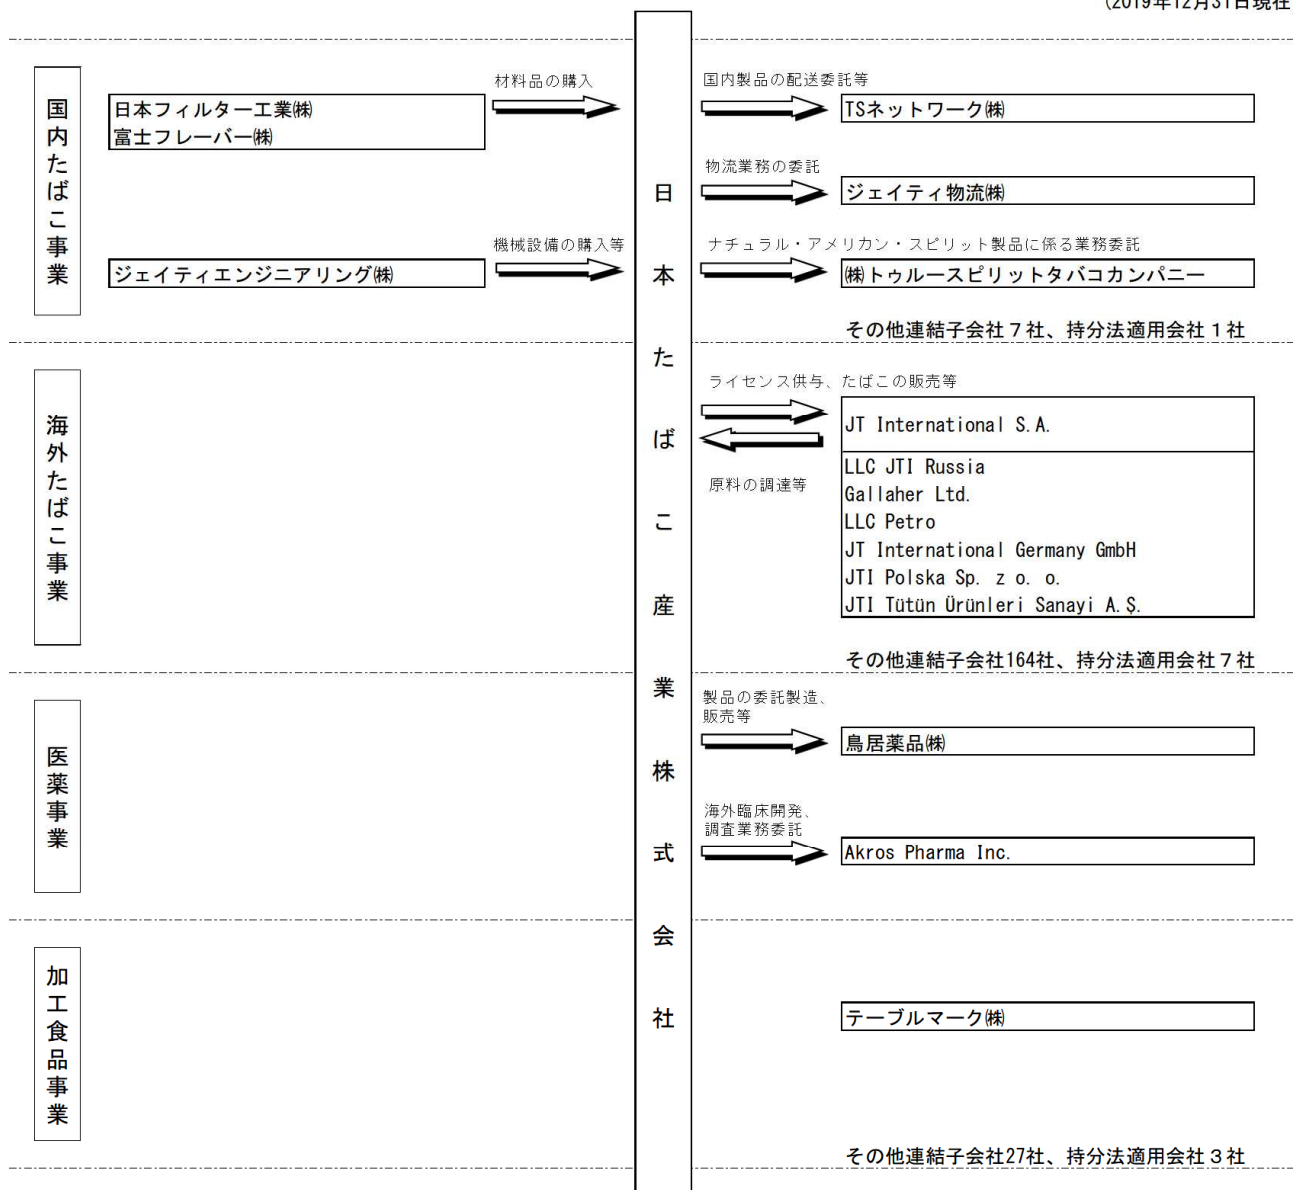 (2019年12月31日現在
国内たばこ事業
材料品の購入
日本フィルター工業㈱
富士フレーバー㈱
機械設備の購入等
ジェイティエンジニアリング㈱
日本たばこ産業株式会社
国内製品の配送委託等
TSネットワーク㈱
物流業務の委託
ジェイティ物流㈱
ナチュラル・アメリカン・スピリット製品に係る業務委託
㈱トゥルースピリットタバコカンパニー
その他連結子会社7社、持分法適用会社1社
海外たばこ事業
ライセンス供与、たばこの販売等
JT International S.A.
原料の調達等
LLC JTI Russia
Gallaher Ltd.
LLC Petro
JT International Germany GmbH
JTI Polska Sp. z o. o.
JTI Tütün Ürünleri Sanayi A.Ş.
その他連結子会社164社、持分法適用会社7社
医薬事業
製品の委託製造、
販売等
鳥居薬品㈱
海外臨床開発、
調査業務委託
Akros Pharma Inc.
加工食品事業
テーブルマーク㈱
その他連結子会社27社、持分法適用会社3社